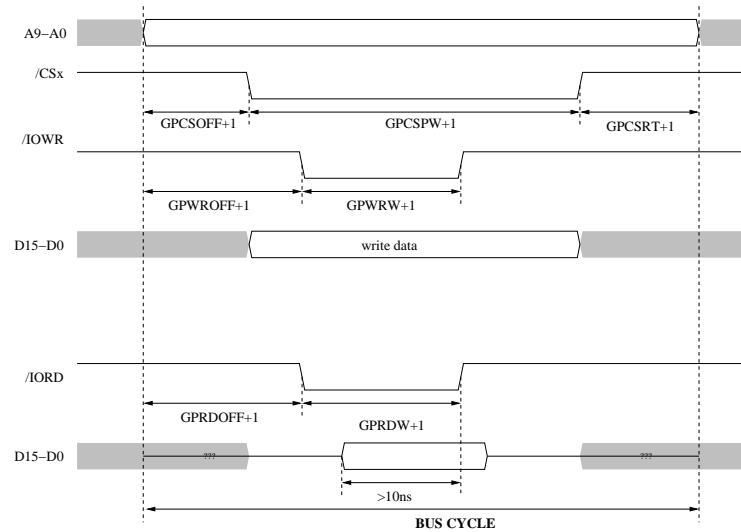 A9–A0
/CSx
GPCSOFF+1 GPCSPW+1 GPCSRT+1
/IOWR
GPWROFF+1 GPWRW+1
D15–D0 write data
/IORD
GPRDOFF+1 GPRDW+1
D15–D0 ??? ???
>10ns
BUS CYCLE